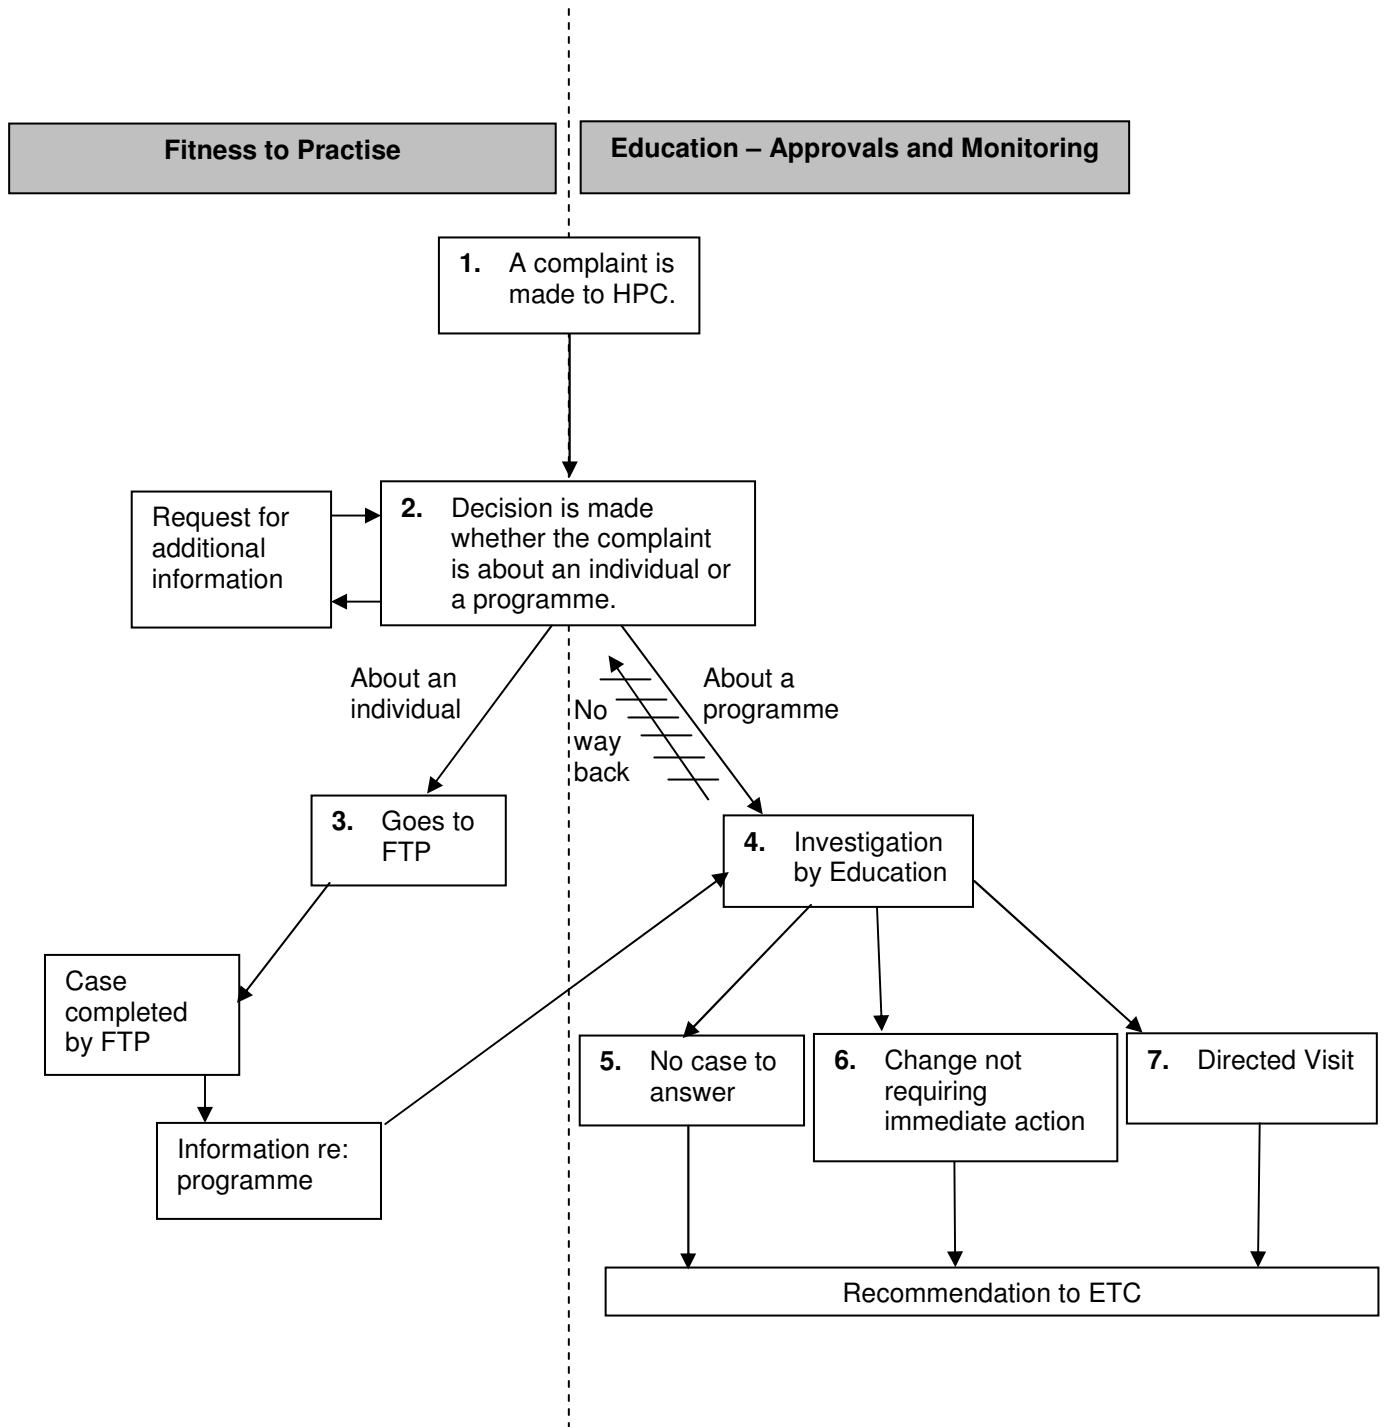 Fitness to Practise
Education – Approvals and Monitoring
1. A complaint is
made to HPC.
Request for
additional
information
2. Decision is made
whether the complaint
is about an individual or
a programme.
About an
individual
No
way
back
About a
programme
3. Goes to
FTP
4. Investigation
by Education
Case
completed
by FTP
Information re:
programme
5. No case to
answer
6. Change not
requiring
immediate action
7. Directed Visit
Recommendation to ETC